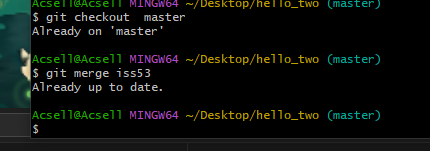 Acsell@Acsell MINGW64 ~/Desktop/hello_two (master)
$ git checkout  master
Already on 'master'
Acsell@Acsell MINGW64 ~/Desktop/hello_two (master)
$ git merge iss53
Already up to date.
Acsell@Acsell MINGW64 ~/Desktop/hello_two (master)
$